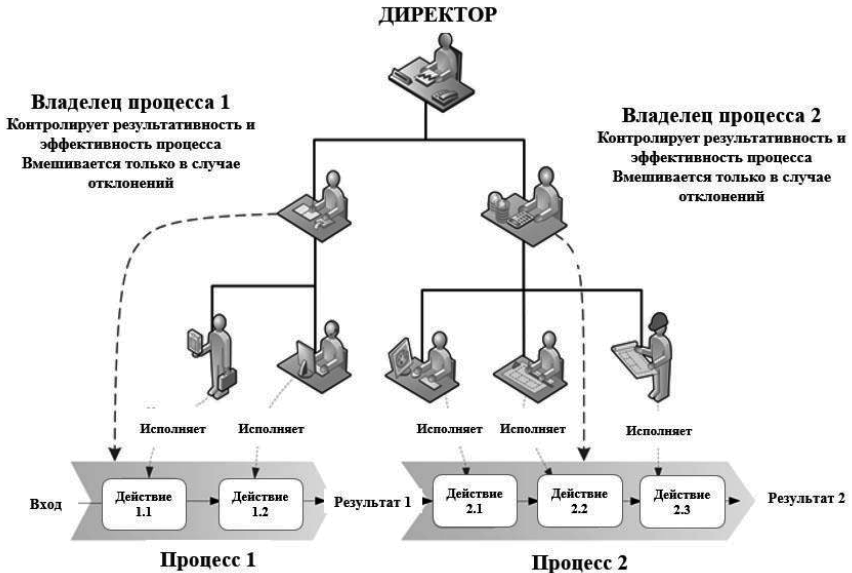 ДИРЕКТОР
Владелец процесса 1
Контролирует результативность и
эффективность процесса
Вмешивается только в случае
отклонений
Владелец процесса 2
Контролирует результативность и
эффективность процесса
Вмешивается только в случае
отклонений
Исполняет
Исполняет
Исполняет
Исполняет
Исполняет
Вход
Действие
1.1
Действие
1.2
Результат 1
Действие
2.1
Действие
2.2
Действие
2.3
Результат 2
Процесс 1
Процесс 2